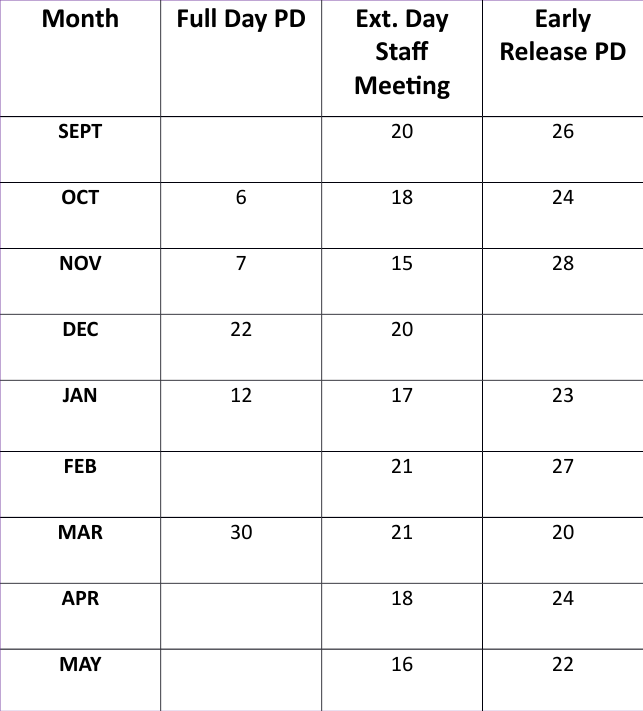 Month Full Day PD Ext. Day Staff Meeting Early Release PD
SEPT 20 26
OCT 6 18 24
NOV 7 15 28
DEC 22 20
JAN 12 17 23
FEB 21 27
MAR 30 21 20
APR 18 24
MAY 16 22